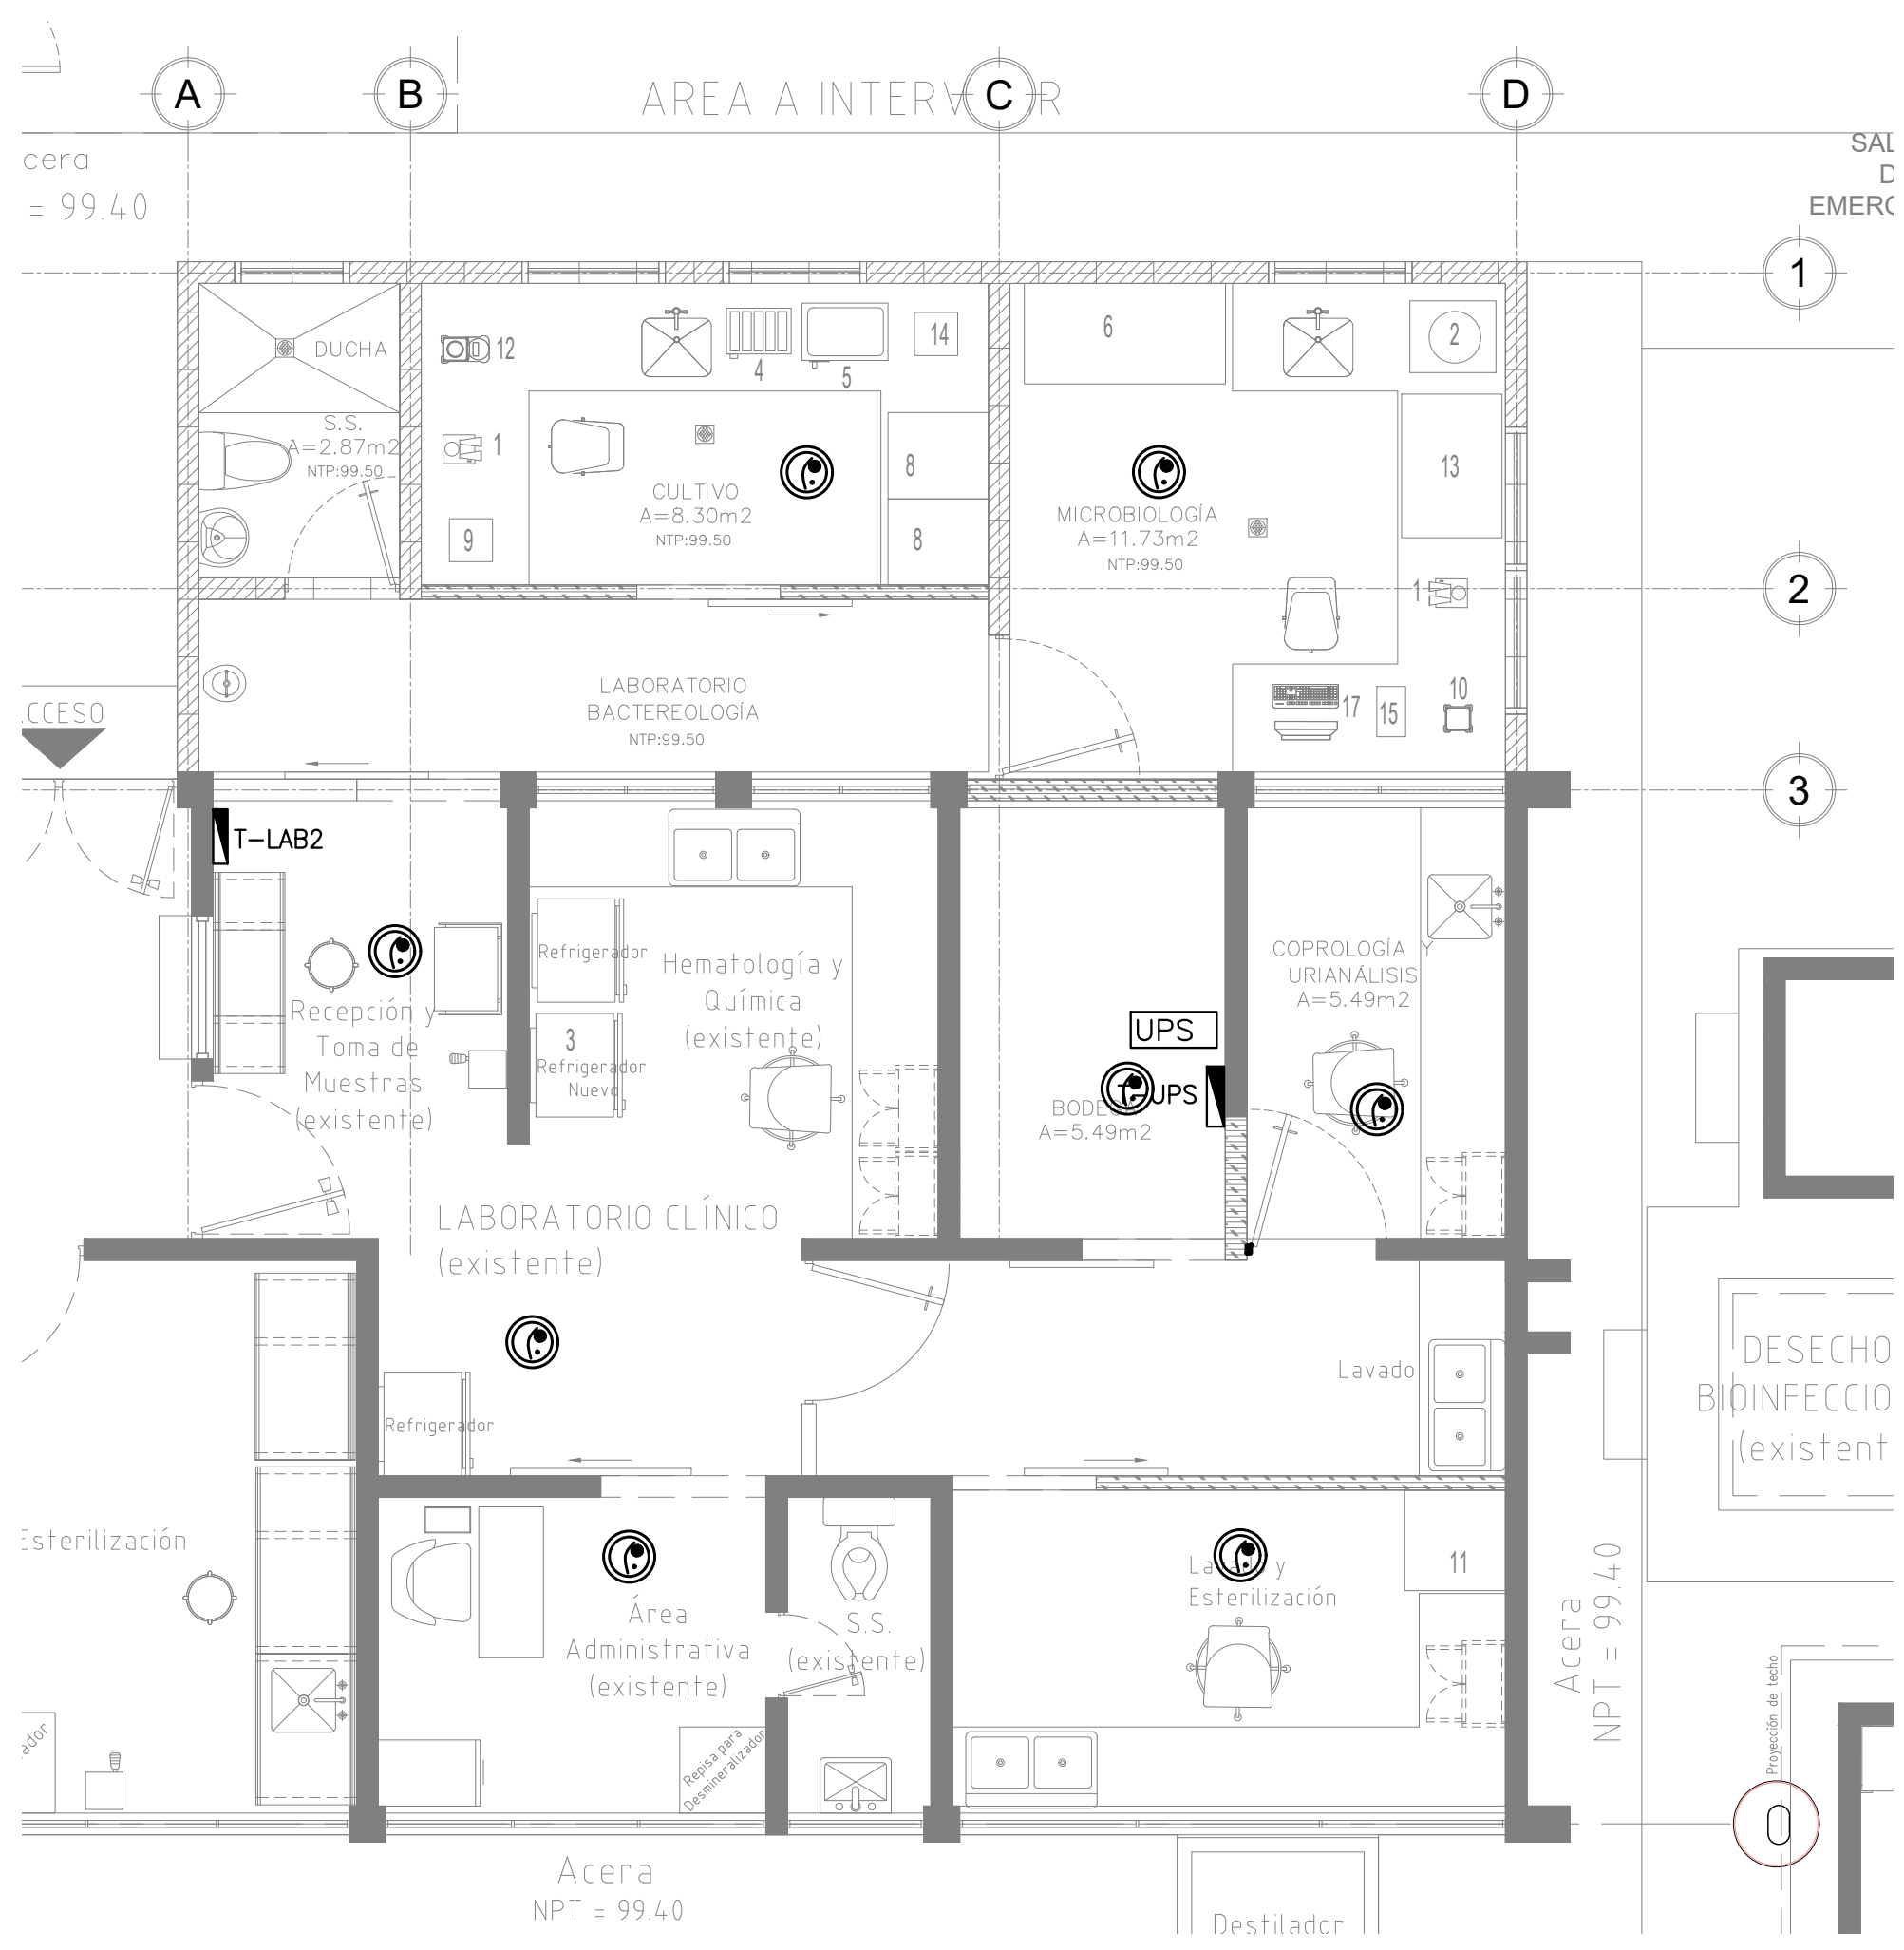 A
B
AREA A INTERV
C
R
D
cera
= 99.40
1
DUCHA
S.S.
A=2.87m2
NTP:99.50
12
4
5
14
1
8
CULTIVO
A=8.30m2
NTP:99.50
9
8
6
2
13
MICROBIOLOGÍA
A=11.73m2
NTP:99.50
1
2
LABORATORIO
BACTEREOLOGÍA
NTP:99.50
17
15
10
3
T-LAB2
Refrigerador
Hematología y
Química
(existente)
3
Refrigerador
Nuevo
Recepción y
Toma de
Muestras
(existente)
COPROLOGÍA Y
URIANÁLISIS
A=5.49m2
UPS
UPS
BODEGA
A=5.49m2
LABORATORIO CLÍNICO
(existente)
Refrigerador
Lavado
Esterilización
Área
Administrativa
(existente)
S.S.
(existente)
Repisa para
Desmineralizador
y
Esterilización
11
Acera
NPT = 99.40
Proyección de techo
(existent
Acera
NPT = 99.40
Destilador